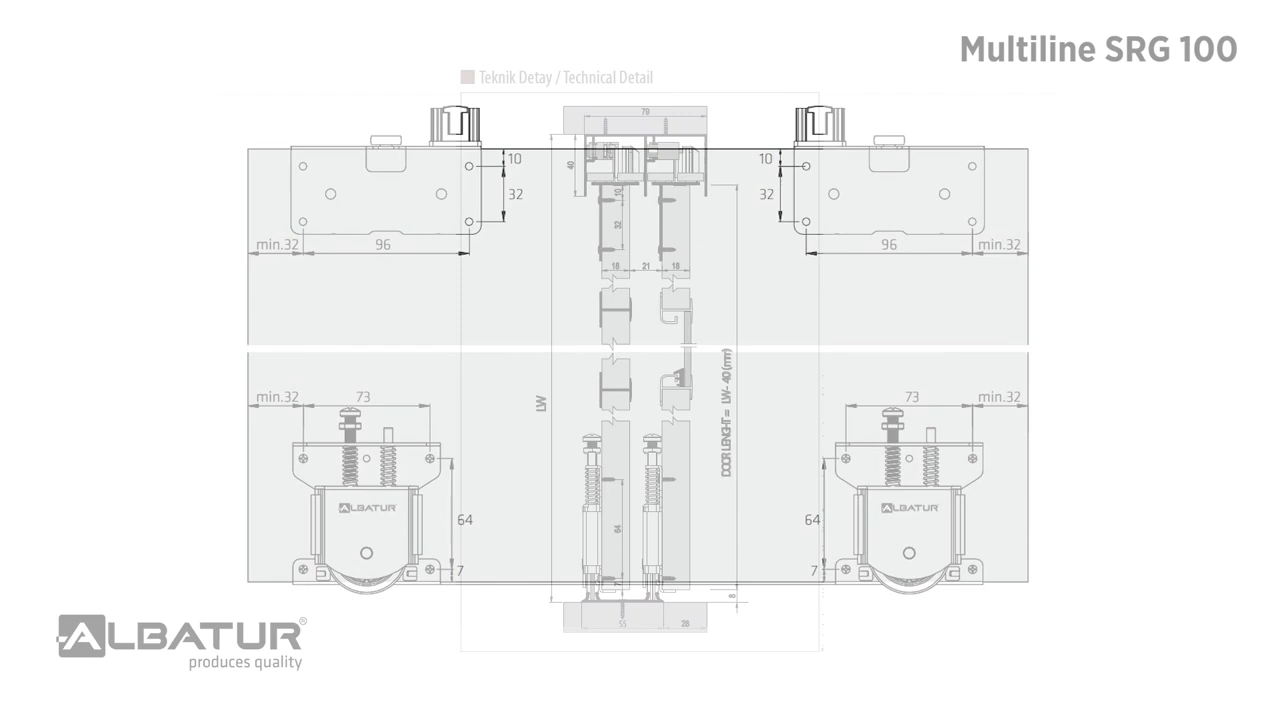 Multiline SRG 100
Teknik Detay / Technical Detail
79
40
10
32
18
21
18
LW
DOOR LENGHT = LW- 40 (mm)
64
7
8
55
28
10
32
min.32
96
10
32
96
min.32
min.32
73
64
7
ALBATUR
73
min.32
64
7
ALBATUR
ALBATUR®
produces quality